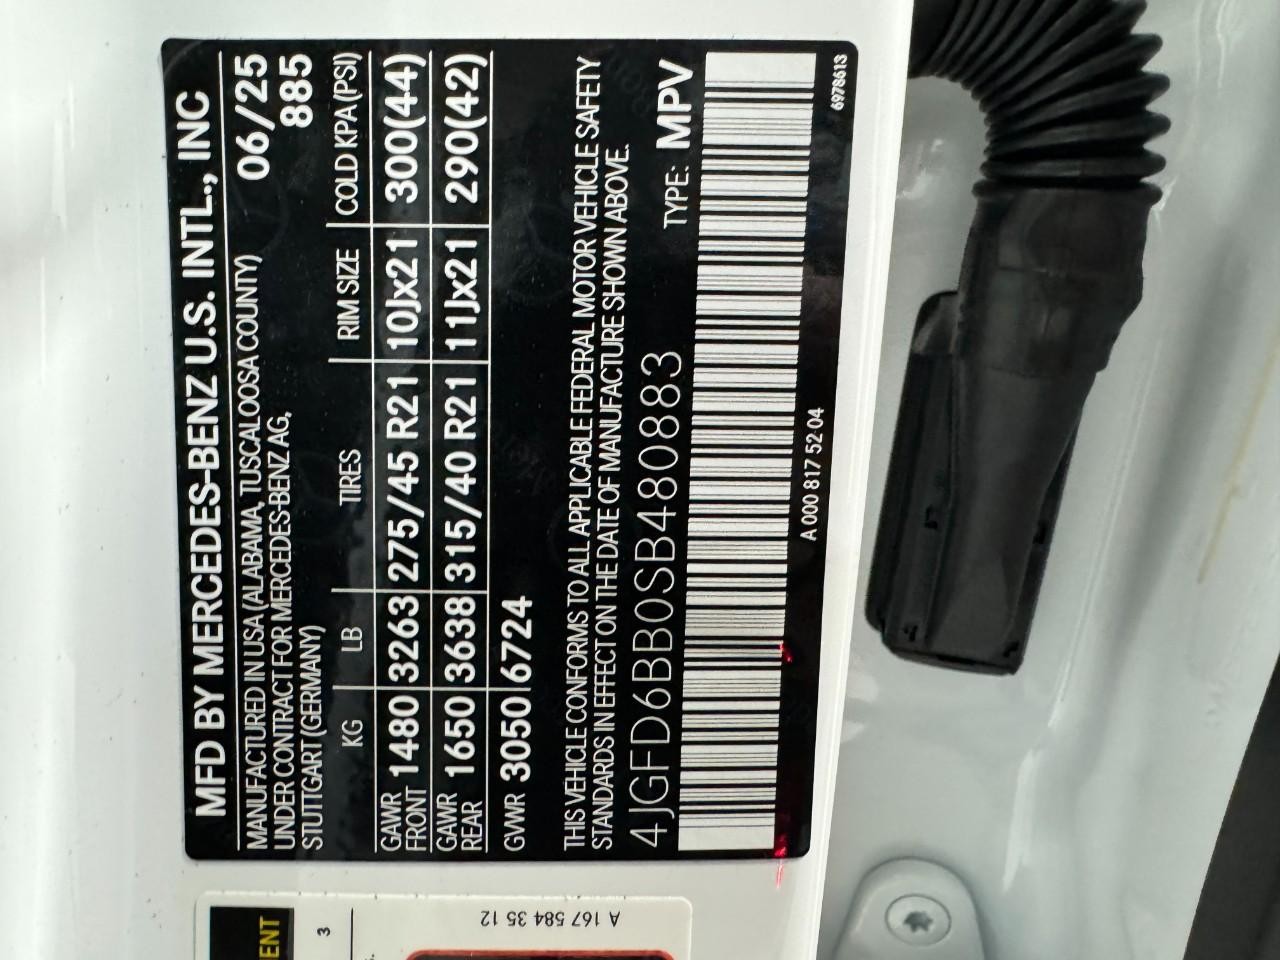 MFD BY MERCEDES-BENZ U.S. INTL., INC
MANUFACTURED IN USA (ALABAMA, TUSCALOOSA COUNTY) 06/25
UNDER CONTRACT FOR MERCEDES-BENZ AG, 885
STUTTGART (GERMANY)
KG LB TIRES RIM SIZE COLD KPA (PSI)
GAWR FRONT 1480 3263 275/45 R21 10Jx21 300(44)
GAWR REAR 1650 3638 315/40 R21 11Jx21 290(42)
GVWR 3050 6724
THIS VEHICLE CONFORMS TO ALL APPLICABLE FEDERAL MOTOR VEHICLE SAFETY
STANDARDS IN EFFECT ON THE DATE OF MANUFACTURE SHOWN ABOVE.
4JGFD6BB0SB480883 TYPE: MPV
A 000 817 52 04
6978613
A 167 584 35 12
ENT
3